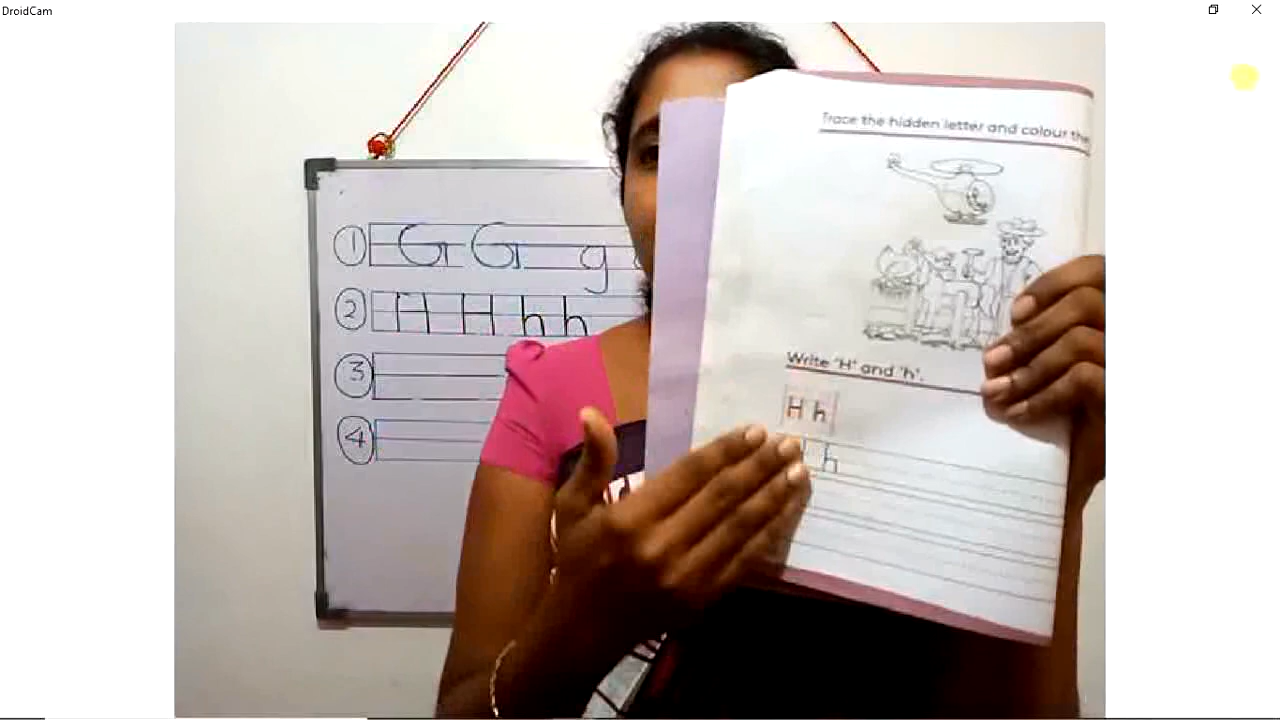 DroidCam
Trace the hidden letter and colour the
1 G G g
2 H H h h
3
4
Write 'H' and 'h'.
H h
h